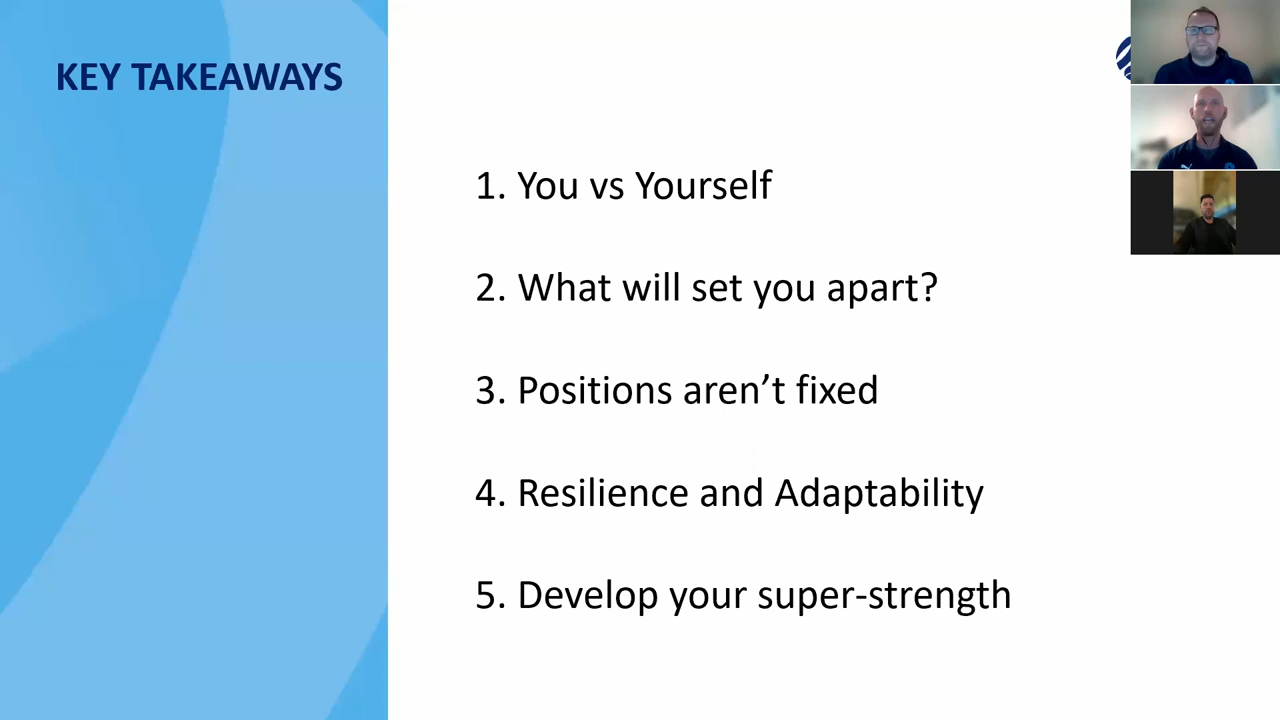 KEY TAKEAWAYS
1. You vs Yourself
2. What will set you apart?
3. Positions aren’t fixed
4. Resilience and Adaptability
5. Develop your super-strength